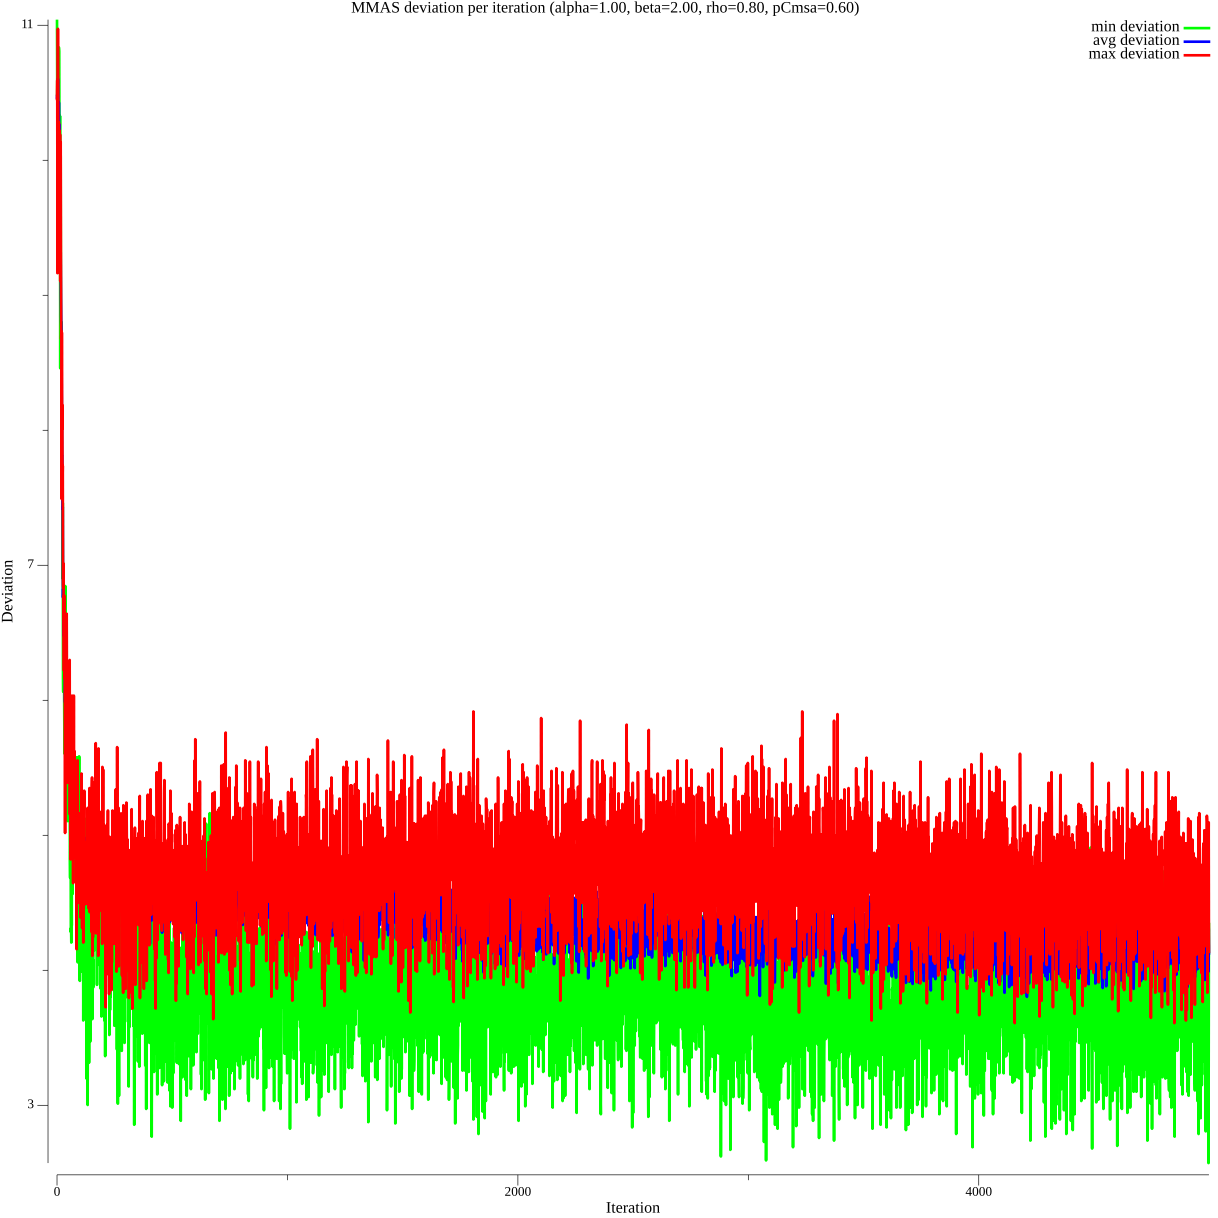 MMAS deviation per iteration (alpha=1.00, beta=2.00, rho=0.80, pCmsa=0.60)
min deviation
avg deviation
max deviation
11
7
3
Deviation
0
2000
4000
Iteration